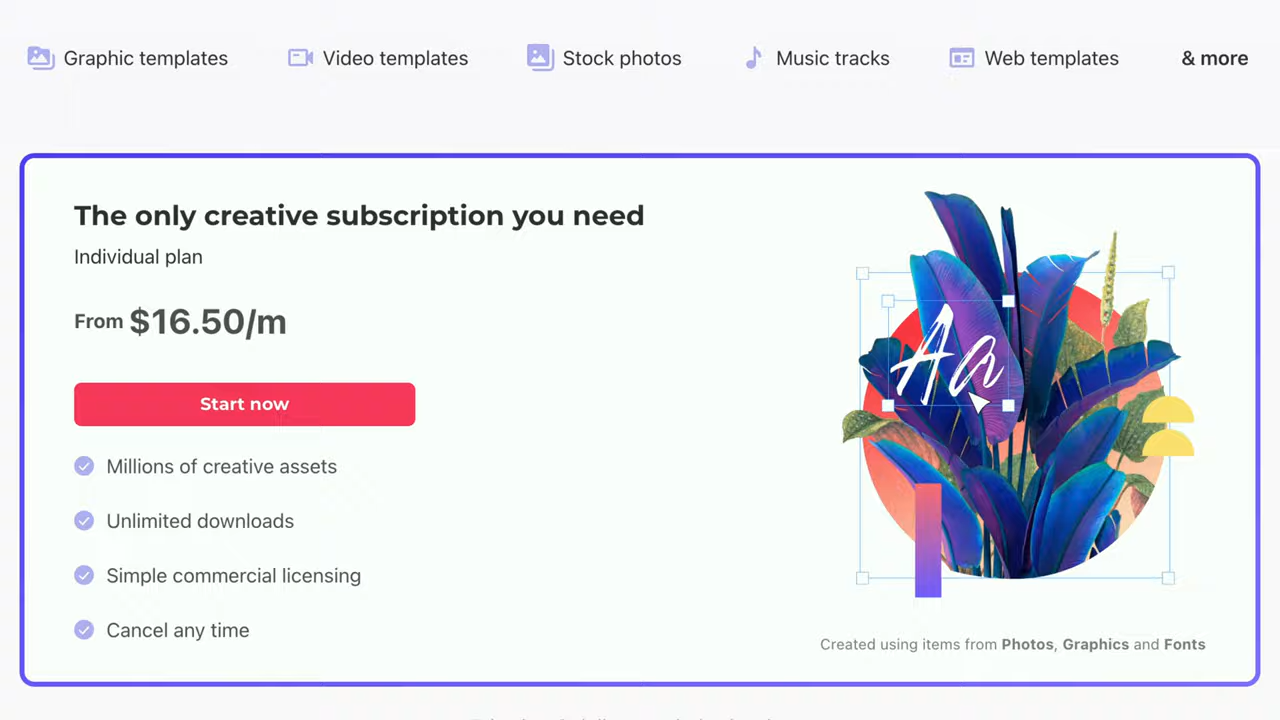 Graphic templates
Video templates
Stock photos
Music tracks
Web templates
& more
The only creative subscription you need
Individual plan
From $16.50/m
Start now
Millions of creative assets
Unlimited downloads
Simple commercial licensing
Cancel any time
Aa
Created using items from Photos, Graphics and Fonts